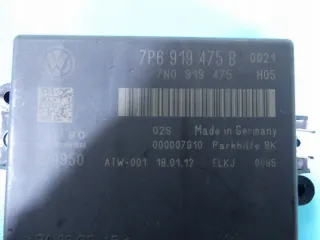 7P6 919 475 B 0021
7N0 919 475 H05
02S Made in Germany
000007910 Parkhilfe 8K
ATW-001 18.01.12 ELKJ 0095